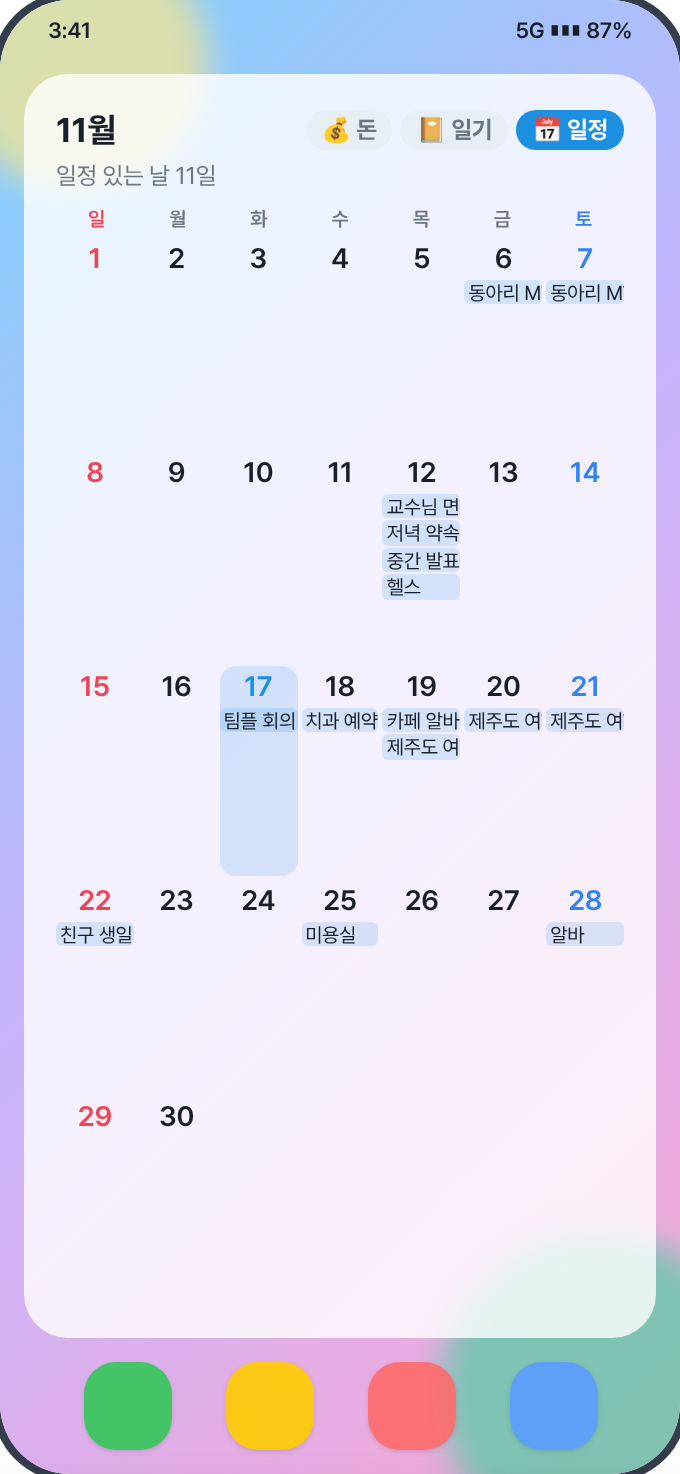 3:41 5G 87%
11월 💰 돈 📔 일기 📅 일정
일정 있는 날 11일
일 월 화 수 목 금 토
1 2 3 4 5 6 7
동아리 M 동아리 M
8 9 10 11 12 13 14
교수님 면
저녁 약속
중간 발표
헬스
15 16 17 18 19 20 21
팀플 회의 치과 예약 카페 알바 제주도 여 제주도 여
제주도 여
22 23 24 25 26 27 28
친구 생일 미용실 알바
29 30